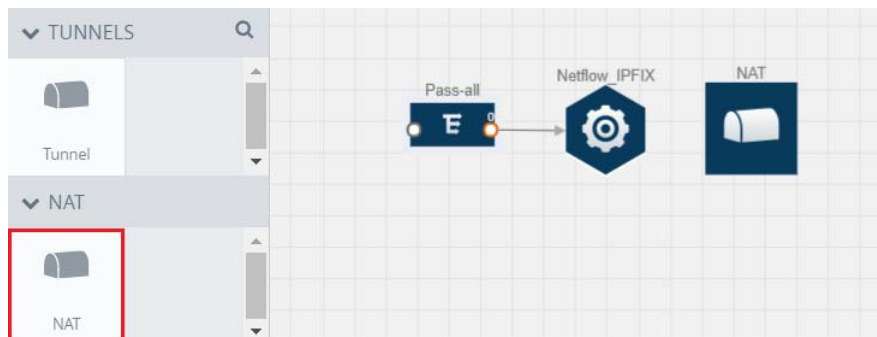 TUNNELS
Tunnel
NAT
NAT
Pass-all
0
Netflow_IPFIX
NAT